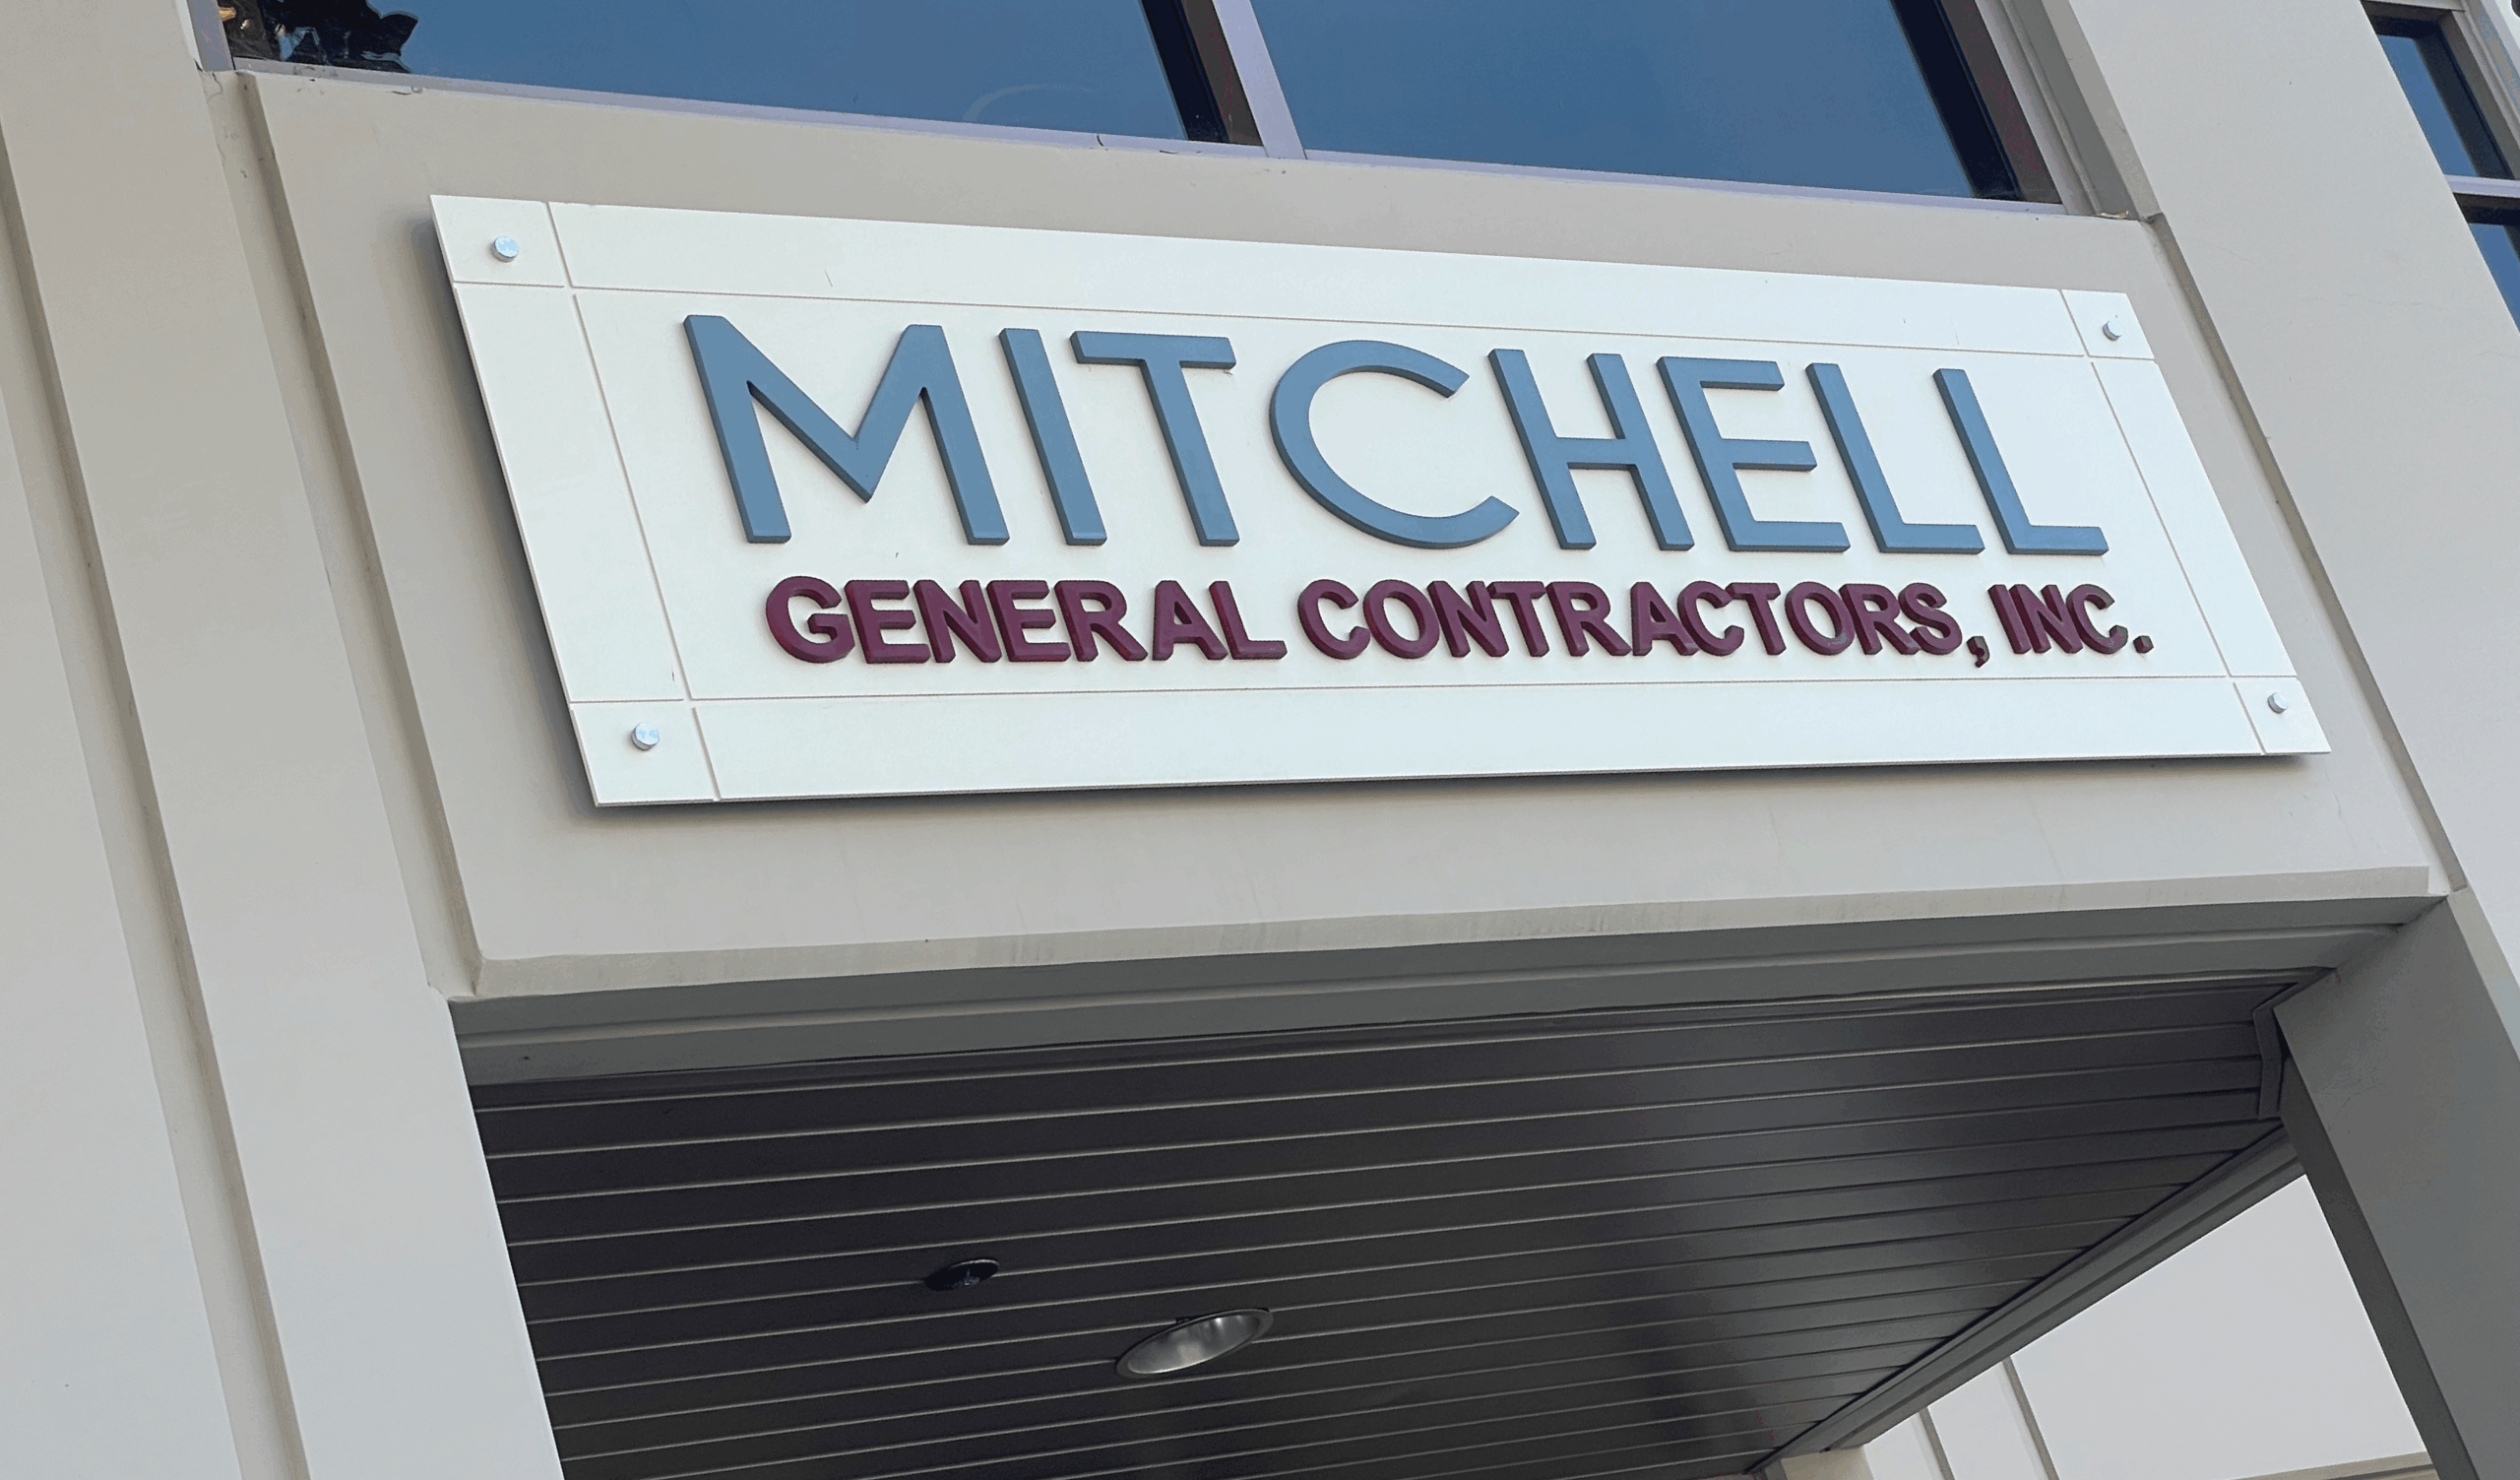 MITCHELL
GENERAL CONTRACTORS, INC.